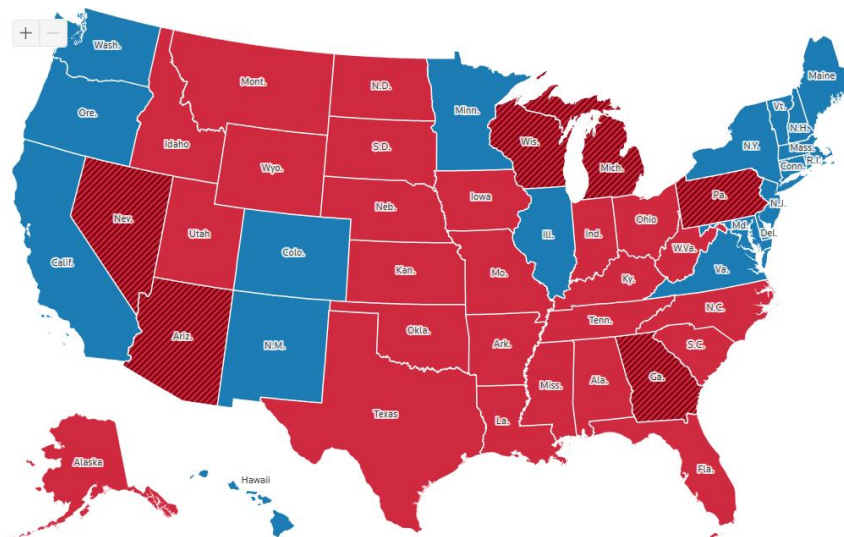 + −
Wash.
Mont.
N.D.
Minn.
Maine
Vt.
Ore.
Idaho
S.D.
Wis.
Mich.
N.Y.
N.H.
Mass.
Conn.
R.I.
Wyo.
Iowa
Neb.
Pa.
N.J.
Nev.
Utah
Colo.
Ill.
Ind.
Ohio
Md.
Del.
Calif.
Kan.
Mo.
W.Va.
Va.
Ky.
Ariz.
N.M.
Okla.
Ark.
Tenn.
N.C.
S.C.
Texas
La.
Miss.
Ala.
Ga.
Fla.
Alaska
Hawaii